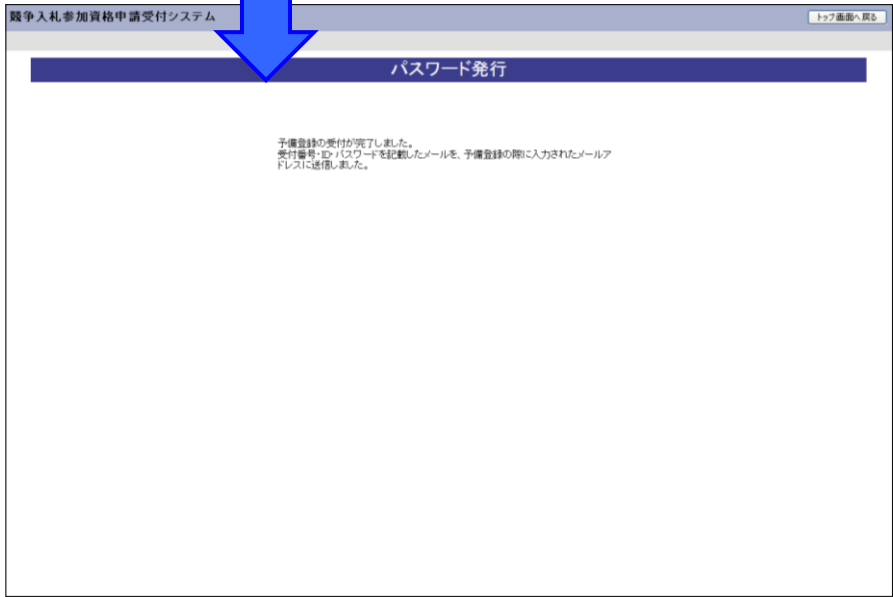 競争入札参加資格申請受付システム
トップ画面へ戻る
パスワード発行
予備登録の受付が完了しました。
受付番号・ID・パスワードを記載したメールを、予備登録の際に入力されたメールア
ドレスに送信しました。